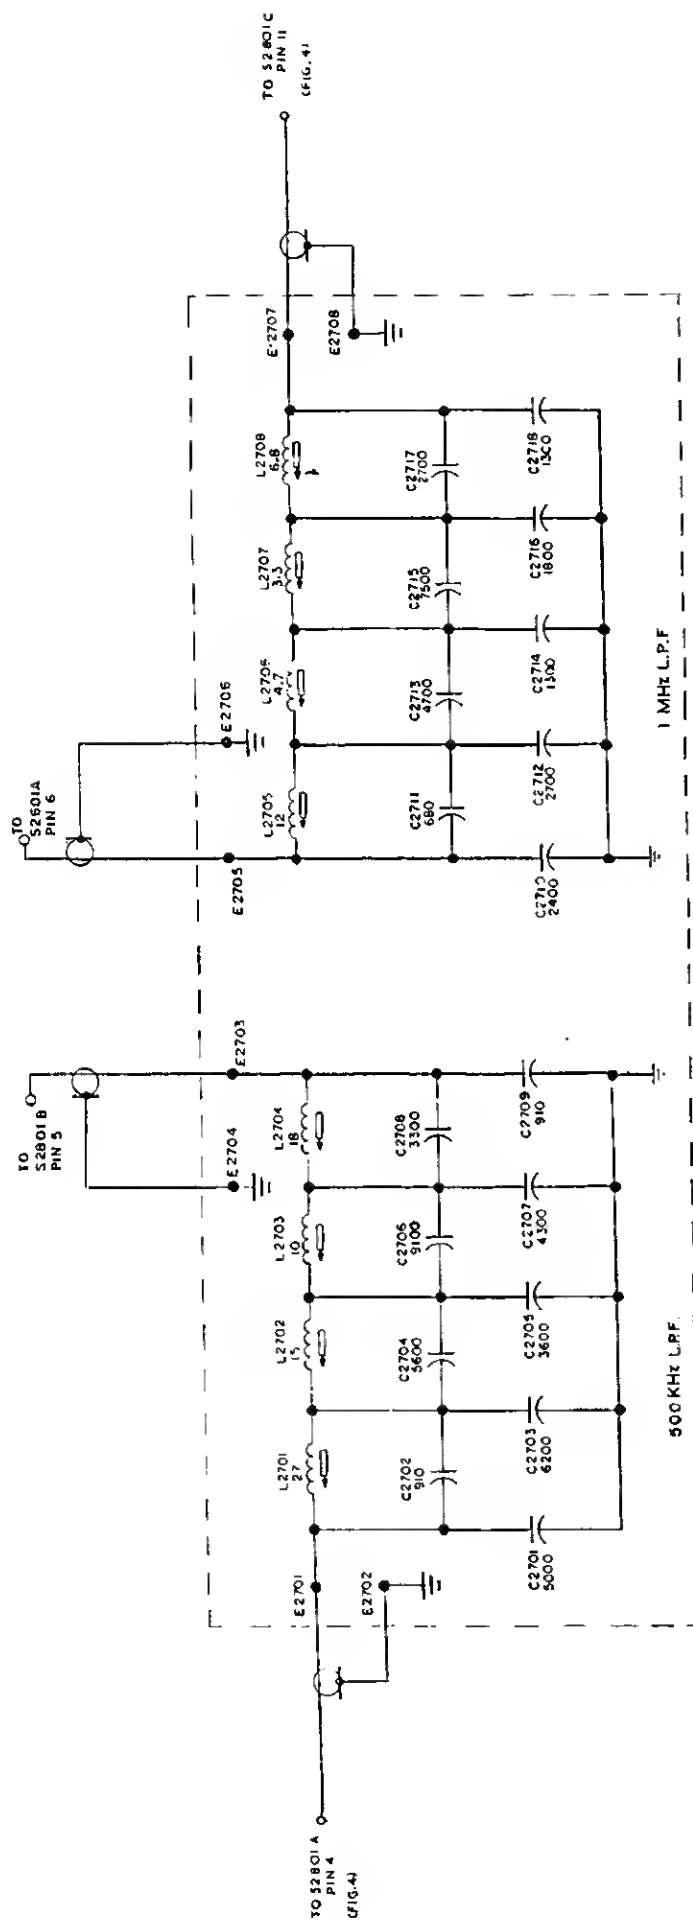 TO S2801A
PIN 4
(FIG.4)
E2701
E2702
L2701
27
L2702
15
L2703
10
L2704
18
C2702
910
C2704
5600
C2706
9100
C2708
3300
C2701
5000
C2703
6200
C2705
3600
C2707
4300
C2709
910
TO
S2801B
PIN 5
E2704
E2703
500 KHz L.P.F.
TO
S2601A
PIN 6
E2705
E2706
L2705
12
L2706
4.7
L2707
3.3
L2708
6.8
C2711
680
C2713
4700
C2715
7500
C2717
2700
C2710
2400
C2712
2700
C2714
1500
C2716
1800
C2718
1300
E2707
E2708
1 MHz L.P.F
TO S2801C
PIN 11
(FIG.4)